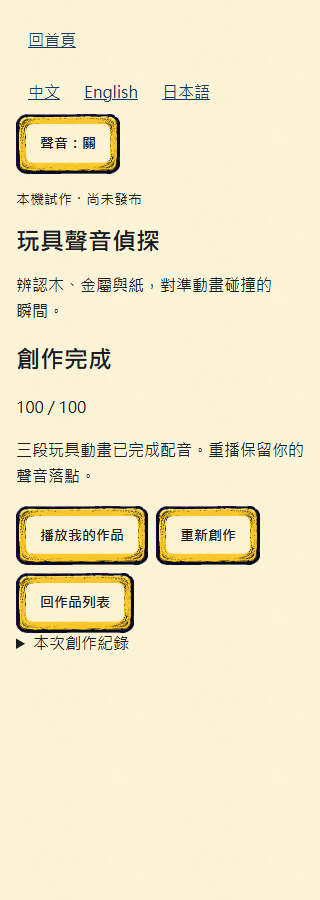 回首頁
中文 English 日本語
聲音：關
本機試作．尚未發布
玩具聲音偵探
辨認木、金屬與紙，對準動畫碰撞的
瞬間。
創作完成
100 / 100
三段玩具動畫已完成配音。重播保留你的
聲音落點。
播放我的作品 重新創作
回作品列表
▶ 本次創作紀錄